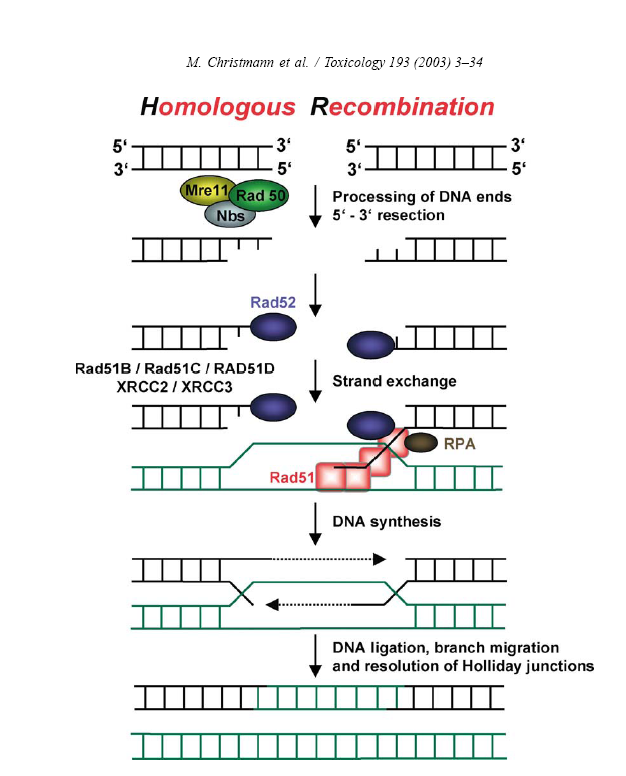 M. Christmann et al. / Toxicology 193 (2003) 3–34
Homologous Recombination
5‘ 3‘ 5‘ 3‘
3‘ 5‘ 3‘ 5‘
Mre11 Rad 50
Nbs
Processing of DNA ends
5‘ - 3‘ resection
Rad52
Rad51B / Rad51C / RAD51D
XRCC2 / XRCC3
Strand exchange
RPA
Rad51
DNA synthesis
DNA ligation, branch migration
and resolution of Holliday junctions